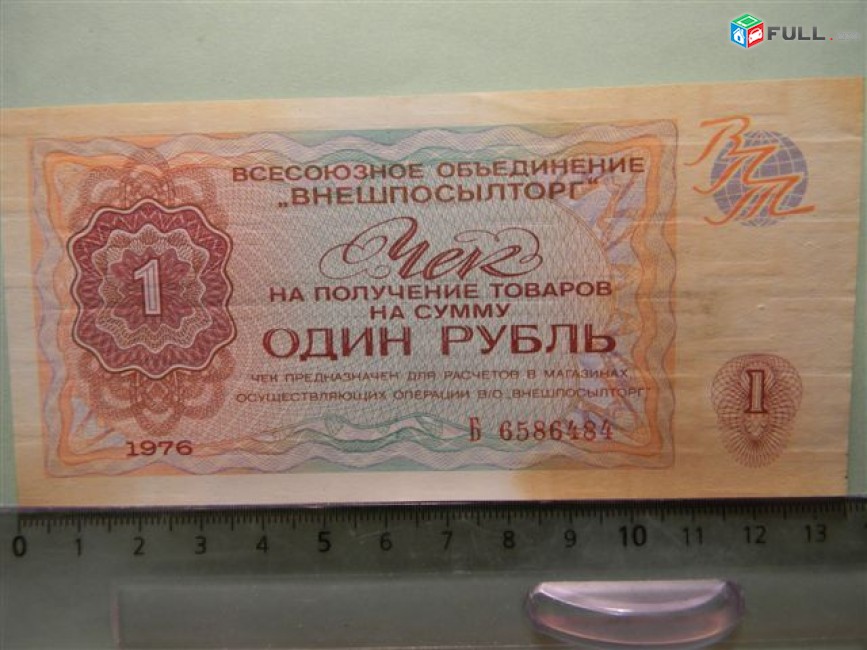 FULL
ВСЕСОЮЗНОЕ ОБЪЕДИНЕНИЕ
„ВНЕШПОСЫЛТОРГ“
ВПТ
Чек
НА ПОЛУЧЕНИЕ ТОВАРОВ
НА СУММУ
ОДИН РУБЛЬ
1
1
ЧЕК ПРЕДНАЗНАЧЕН ДЛЯ РАСЧЕТОВ В МАГАЗИНАХ,
ОСУЩЕСТВЛЯЮЩИХ ОПЕРАЦИИ В/О „ВНЕШПОСЫЛТОРГ“
Б 6586484
1976
0 1 2 3 4 5 6 7 8 9 10 11 12 13